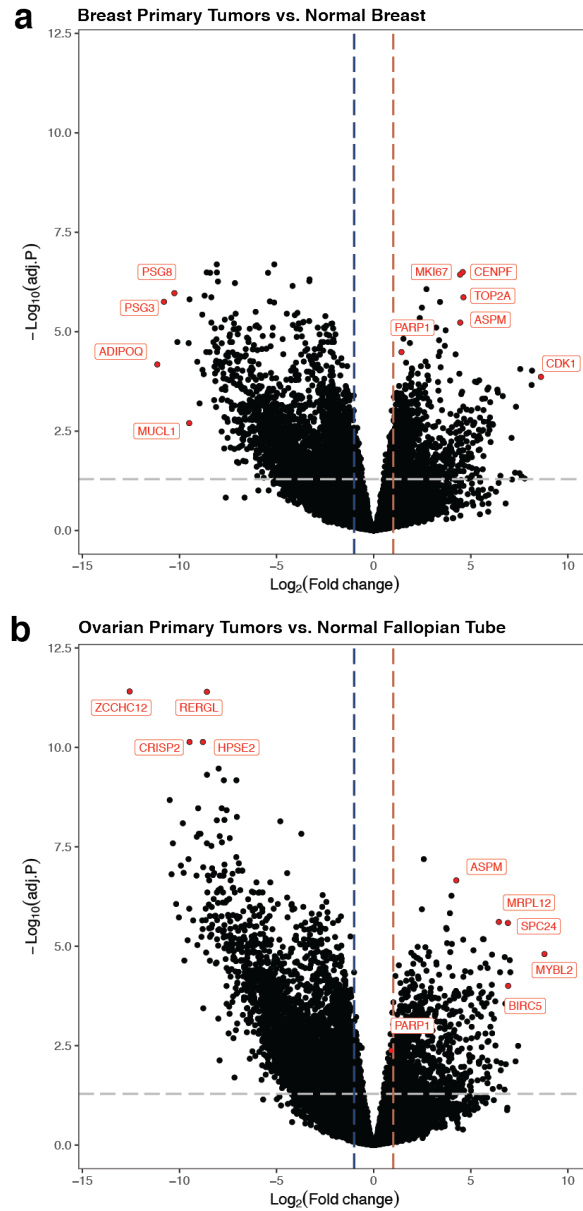 a
Breast Primary Tumors vs. Normal Breast
12.5
10.0
7.5
5.0
2.5
0.0
−Log10(adj.P)
PSG8
PSG3
ADIPOQ
MUCL1
MKI67
CENPF
TOP2A
PARP1
ASPM
CDK1
−15
−10
−5
0
5
10
Log2(Fold change)
b
Ovarian Primary Tumors vs. Normal Fallopian Tube
12.5
10.0
7.5
5.0
2.5
0.0
−Log10(adj.P)
ZCCHC12
RERGL
CRISP2
HPSE2
ASPM
MRPL12
SPC24
MYBL2
BIRC5
PARP1
−15
−10
−5
0
5
10
Log2(Fold change)